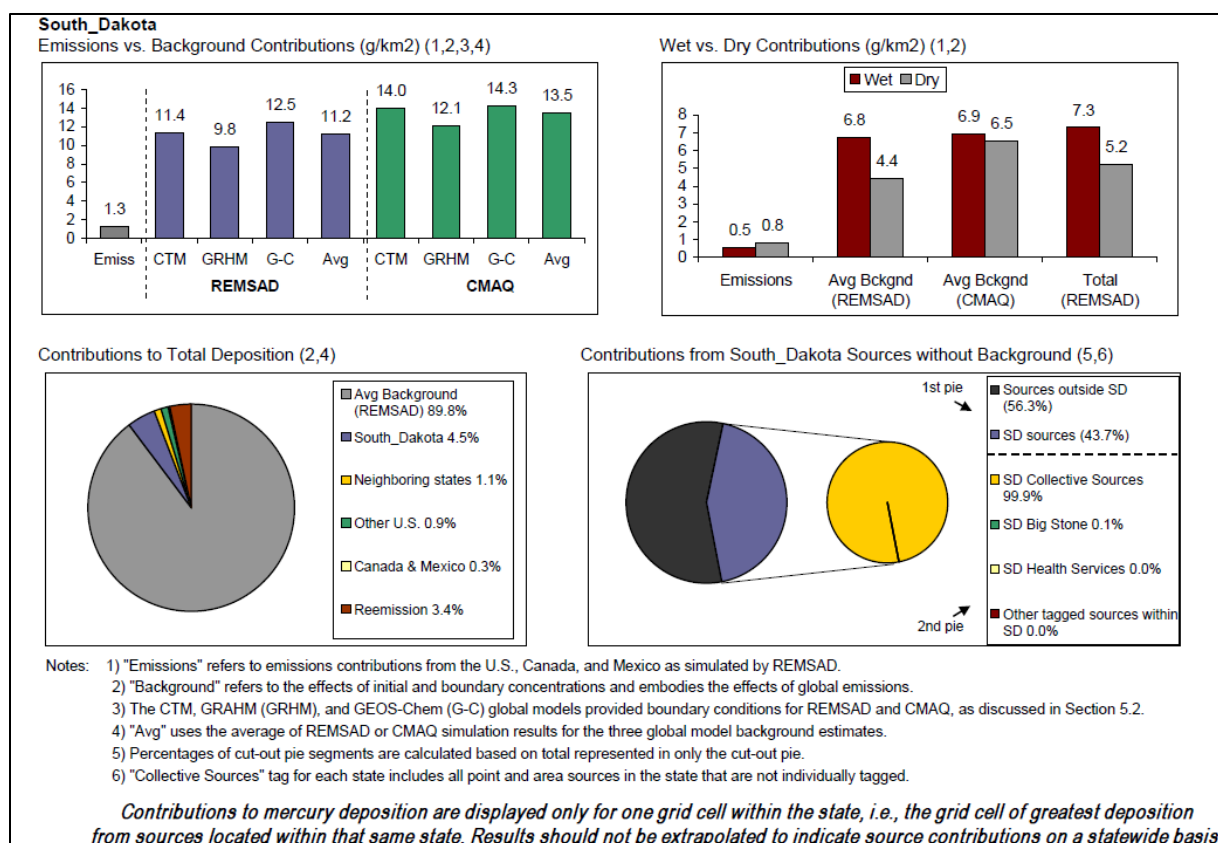 South_Dakota
Emissions vs. Background Contributions (g/km2) (1,2,3,4)
16
14
12
10
8
6
4
2
0
1.3
11.4
9.8
12.5
11.2
14.0
12.1
14.3
13.5
Emiss CTM GRHM G-C Avg CTM GRHM G-C Avg
REMSAD CMAQ
Wet vs. Dry Contributions (g/km2) (1,2)
Wet Dry
8
7
6
5
4
3
2
1
0
0.5 0.8
6.8
4.4
6.9 6.5
7.3
5.2
Emissions Avg Bckgnd Avg Bckgnd Total
(REMSAD) (CMAQ) (REMSAD)
Contributions to Total Deposition (2,4)
Avg Background
(REMSAD) 89.8%
South_Dakota 4.5%
Neighboring states 1.1%
Other U.S. 0.9%
Canada & Mexico 0.3%
Reemission 3.4%
Contributions from South_Dakota Sources without Background (5,6)
1st pie
2nd pie
Sources outside SD
(56.3%)
SD sources (43.7%)
SD Collective Sources
99.9%
SD Big Stone 0.1%
SD Health Services 0.0%
Other tagged sources within
SD 0.0%
Notes: 1) "Emissions" refers to emissions contributions from the U.S., Canada, and Mexico as simulated by REMSAD.
2) "Background" refers to the effects of initial and boundary concentrations and embodies the effects of global emissions.
3) The CTM, GRAHM (GRHM), and GEOS-Chem (G-C) global models provided boundary conditions for REMSAD and CMAQ, as discussed in Section 5.2.
4) "Avg" uses the average of REMSAD or CMAQ simulation results for the three global model background estimates.
5) Percentages of cut-out pie segments are calculated based on total represented in only the cut-out pie.
6) "Collective Sources" tag for each state includes all point and area sources in the state that are not individually tagged.
Contributions to mercury deposition are displayed only for one grid cell within the state, i.e., the grid cell of greatest deposition
from sources located within that same state. Results should not be extrapolated to indicate source contributions on a statewide basis